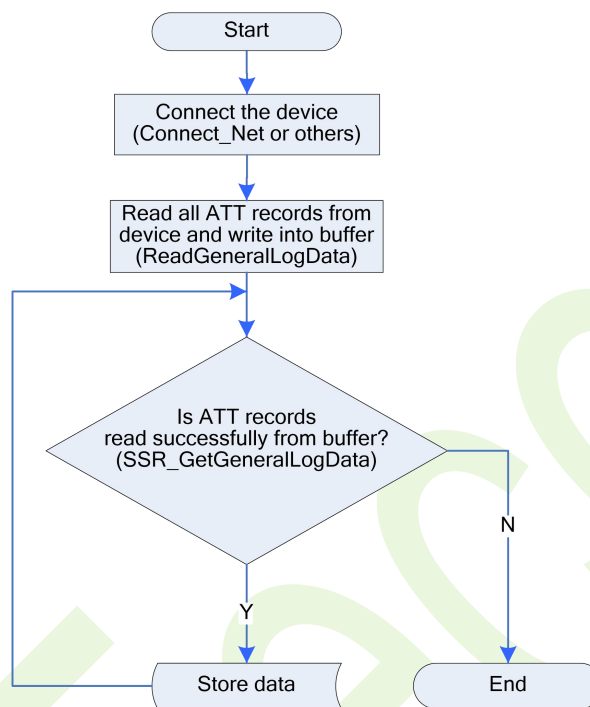 Start
Connect the device
(Connect_Net or others)
Read all ATT records from
device and write into buffer
(ReadGeneralLogData)
Is ATT records
read successfully from buffer?
(SSR_GetGeneralLogData)
N
Y
Store data
End